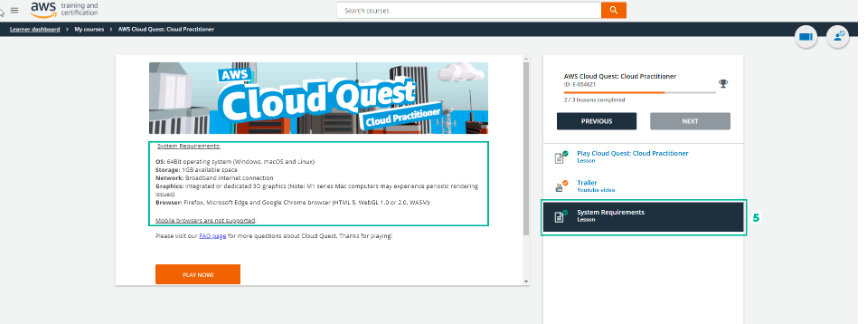 aws training and
certification
Search courses
Learner dashboard > My courses > AWS Cloud Quest: Cloud Practitioner
AWS
Cloud Quest
Cloud Practitioner
System Requirements:
OS: 64Bit operating system (Windows, macOS and Linux)
Storage: 1GB available space
Network: Broadband Internet connection
Graphics: Integrated or dedicated 3D graphics (Note: M1 series Mac computers may experience periodic rendering
issues)
Browser: Firefox, Microsoft Edge and Google Chrome browser (HTML 5, WebGL 1.0 or 2.0, WASM)
Mobile browsers are not supported.
Please visit our FAQ page for more questions about Cloud Quest. Thanks for playing!
PLAY NOW!
AWS Cloud Quest: Cloud Practitioner
ID: E-0546Z1
2 / 3 lessons completed
PREVIOUS
NEXT
Play Cloud Quest: Cloud Practitioner
Lesson
Trailer
Youtube video
System Requirements
Lesson
5